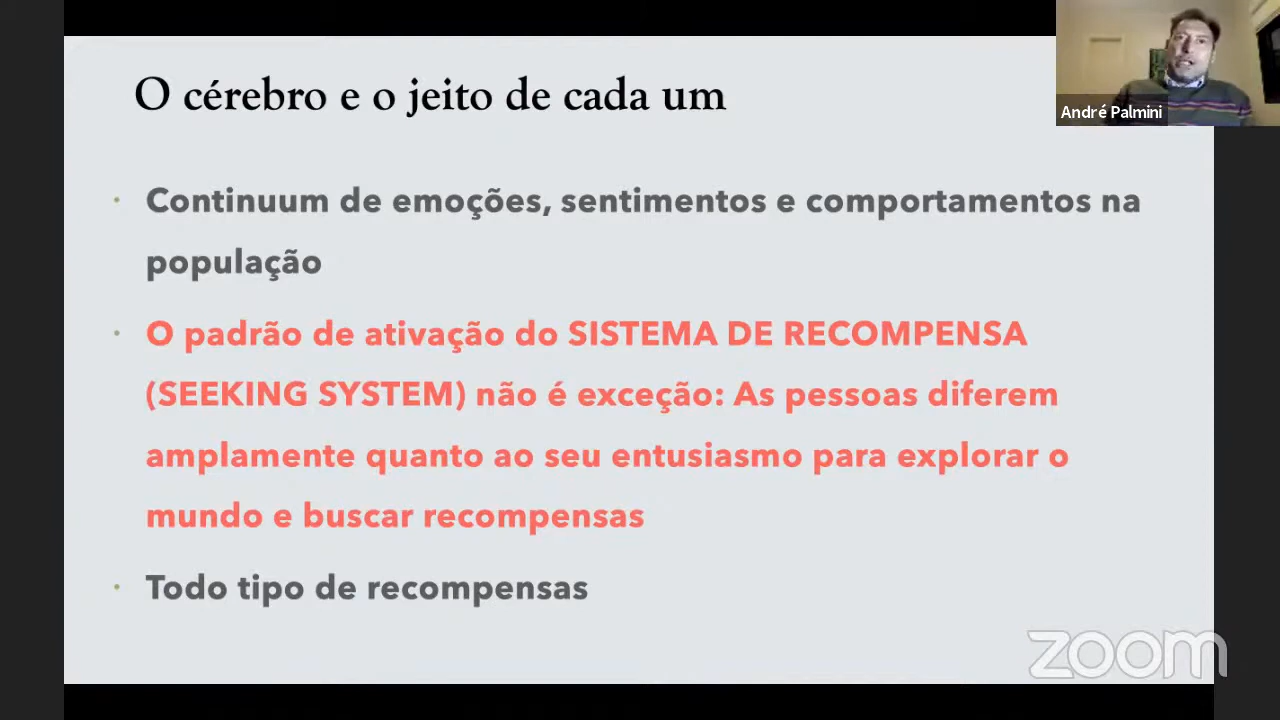 O cérebro e o jeito de cada um
André Palmini
· Continuum de emoções, sentimentos e comportamentos na
população
· O padrão de ativação do SISTEMA DE RECOMPENSA
(SEEKING SYSTEM) não é exceção: As pessoas diferem
amplamente quanto ao seu entusiasmo para explorar o
mundo e buscar recompensas
· Todo tipo de recompensas
zoom